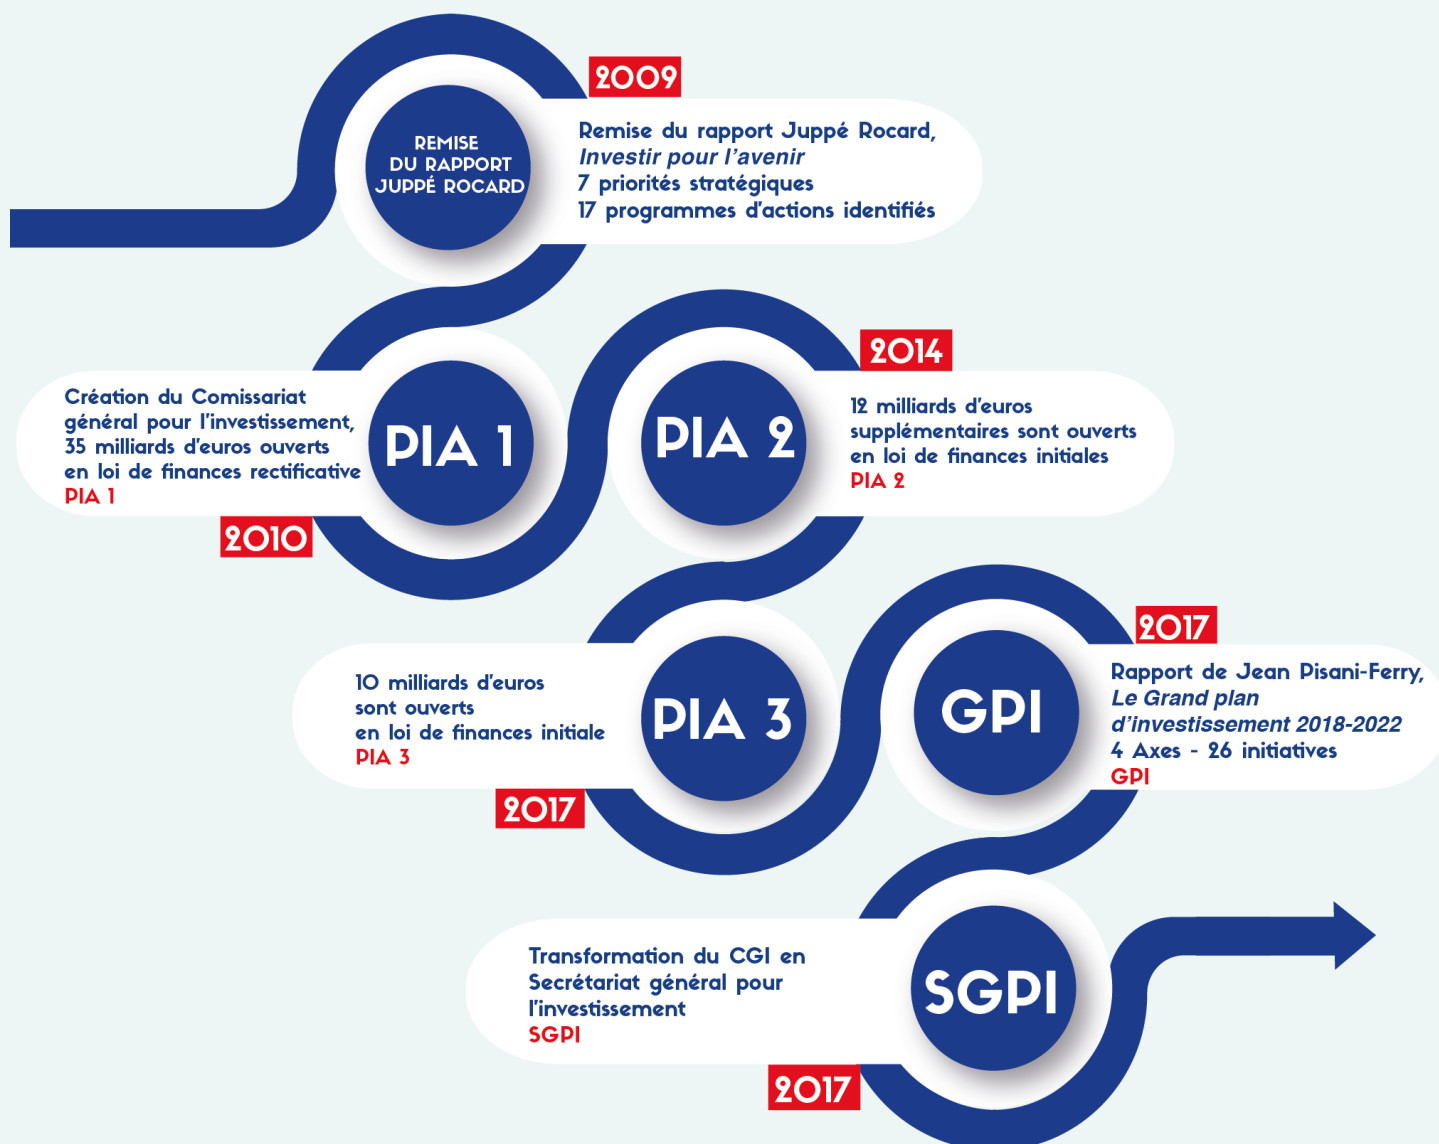 2009
REMISE
DU RAPPORT
JUPPÉ ROCARD
Remise du rapport Juppé Rocard,
Investir pour l'avenir
7 priorités stratégiques
17 programmes d'actions identifiés
Création du Comissariat
général pour l'investissement,
35 milliards d'euros ouverts
en loi de finances rectificative
PIA 1
2010
PIA 1
PIA 2
2014
12 milliards d'euros
supplémentaires sont ouverts
en loi de finances initiales
PIA 2
10 milliards d'euros
sont ouverts
en loi de finances initiale
PIA 3
2017
PIA 3
GPI
2017
Rapport de Jean Pisani-Ferry,
Le Grand plan
d'investissement 2018-2022
4 Axes - 26 initiatives
GPI
Transformation du CGI en
Secrétariat général pour
l'investissement
SGPI
2017
SGPI